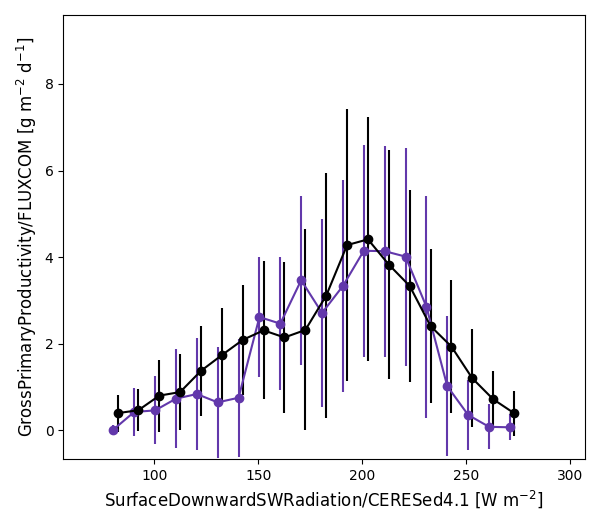 GrossPrimaryProductivity/FLUXCOM [g m⁻² d⁻¹]
8
6
4
2
0
100 150 200 250 300
SurfaceDownwardSWRadiation/CERESed4.1 [W m⁻²]